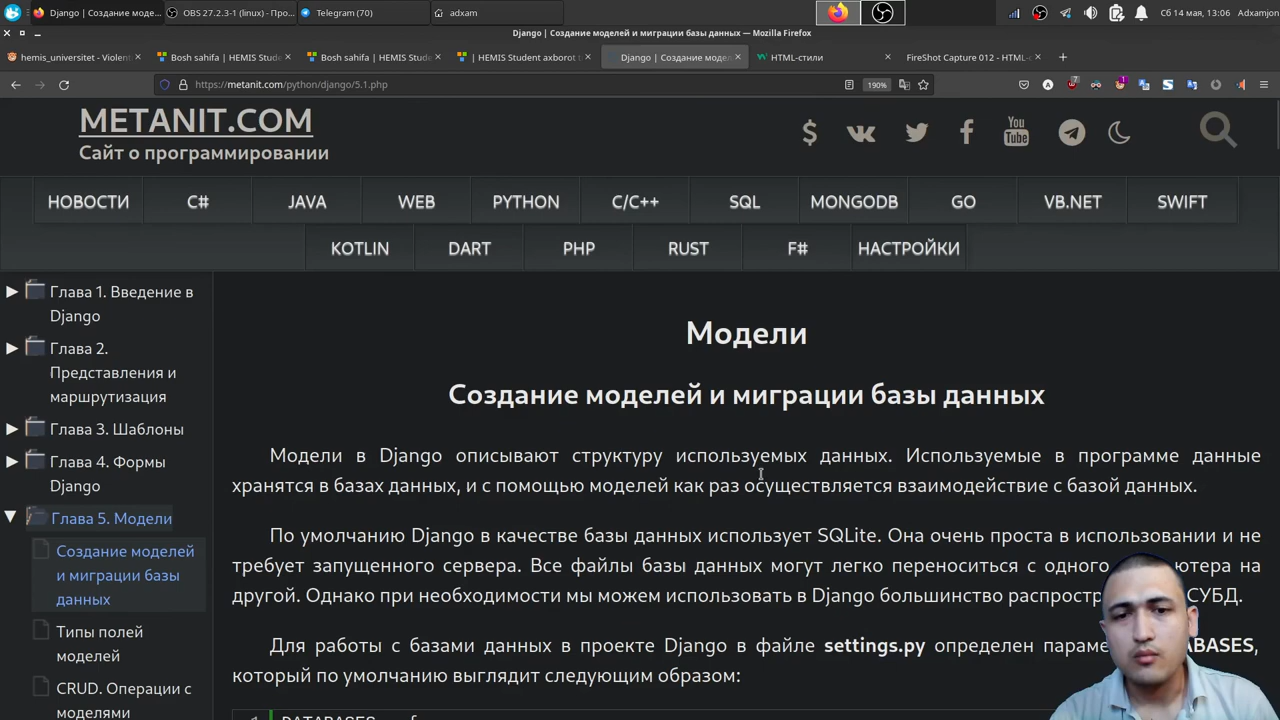 Django | Создание моде...
OBS 27.2.3-1 (linux) - Про...
Telegram (70)
adxam
Сб 14 мая, 13:06
Adxamjon
Django | Создание моделей и миграции базы данных — Mozilla Firefox
hemis_universitet - Violent
Bosh sahifa | HEMIS Stude
Bosh sahifa | HEMIS Stude
| HEMIS Student axborot t
Django | Создание модел
HTML-стили
FireShot Capture 012 - HTML-с
https://metanit.com/python/django/5.1.php
190%
METANIT.COM
Сайт о программировании
You
Tube
НОВОСТИ
C#
JAVA
WEB
PYTHON
C/C++
SQL
MONGODB
GO
VB.NET
SWIFT
KOTLIN
DART
PHP
RUST
F#
НАСТРОЙКИ
Глава 1. Введение в
Django
Глава 2.
Представления и
маршрутизация
Глава 3. Шаблоны
Глава 4. Формы
Django
Глава 5. Модели
Создание моделей
и миграции базы
данных
Типы полей
моделей
CRUD. Операции с
моделями
Модели
Создание моделей и миграции базы данных
Модели в Django описывают структуру используемых данных. Используемые в программе данные
хранятся в базах данных, и с помощью моделей как раз осуществляется взаимодействие с базой данных.
По умолчанию Django в качестве базы данных использует SQLite. Она очень проста в использовании и не
требует запущенного сервера. Все файлы базы данных могут легко переноситься с одного ютера на
другой. Однако при необходимости мы можем использовать в Django большинство распростр СУБД.
Для работы с базами данных в проекте Django в файле settings.py определен параме ABASES,
который по умолчанию выглядит следующим образом: